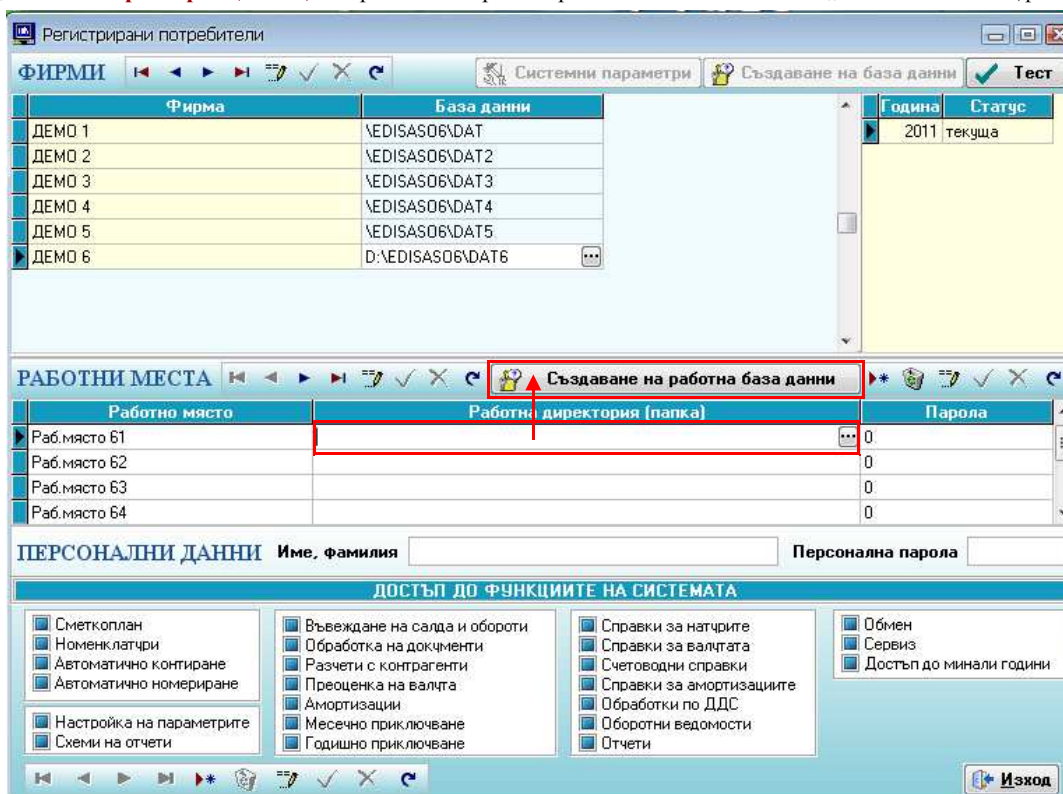 Регистрирани потребители
ФИРМИ Системни параметри Създаване на база данни Тест
Фирма База данни Година Статус
ДЕМО 1 \EDISAS06\DAT 2011 текуща
ДЕМО 2 \EDISAS06\DAT2
ДЕМО 3 \EDISAS06\DAT3
ДЕМО 4 \EDISAS06\DAT4
ДЕМО 5 \EDISAS06\DAT5
ДЕМО 6 D:\EDISAS06\DAT6
РАБОТНИ МЕСТА Създаване на работна база данни
Работно място Работна директория (папка) Парола
Раб.място 61 0
Раб.място 62 0
Раб.място 63 0
Раб.място 64 0
ПЕРСОНАЛНИ ДАННИ Име, фамилия Персонална парола
ДОСТЪП ДО ФУНКЦИИТЕ НА СИСТЕМАТА
Сметкоплан
Номенклатури
Автоматично контиране
Автоматично номериране
Настройка на параметрите
Схеми на отчети
Въвеждане на салда и обороти
Обработка на документи
Разчети с контрагенти
Преоценка на валута
Амортизации
Месечно приключване
Годишно приключване
Справки за натурите
Справки за валутата
Счетоводни справки
Справки за амортизациите
Обработки по ДДС
Оборотни ведомости
Отчети
Обмен
Сервиз
Достъп до минали години
Изход